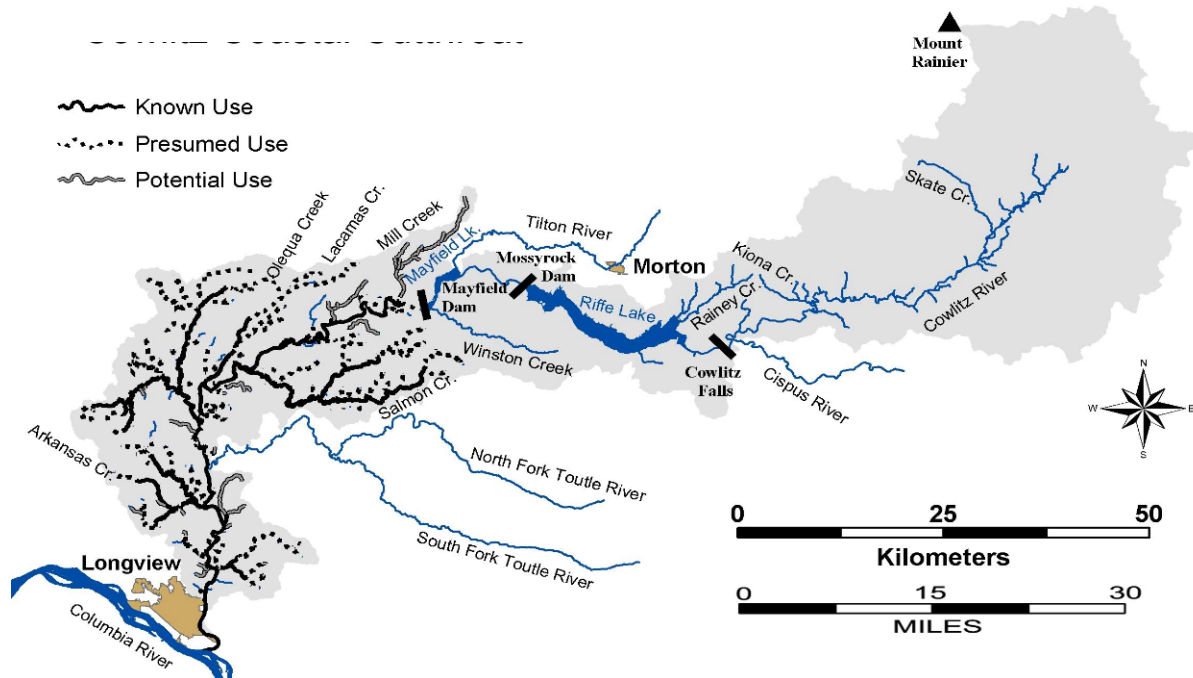 Mount
Rainier
Known Use
Presumed Use
Potential Use
Olequa Creek
Lacamas Cr.
Mill Creek
Mayfield Lk.
Tilton River
Skate Cr.
Mossyrock
Dam
Morton
Kiona Cr.
Mayfield
Dam
Riffe Lake
Rainey Cr.
Cowlitz River
Winston Creek
Cowlitz
Falls
Cispus River
Salmon Cr.
N
W
E
S
Arkansas Cr.
North Fork Toutle River
South Fork Toutle River
0 25 50
Kilometers
Longview
0 15 30
MILES
Columbia River